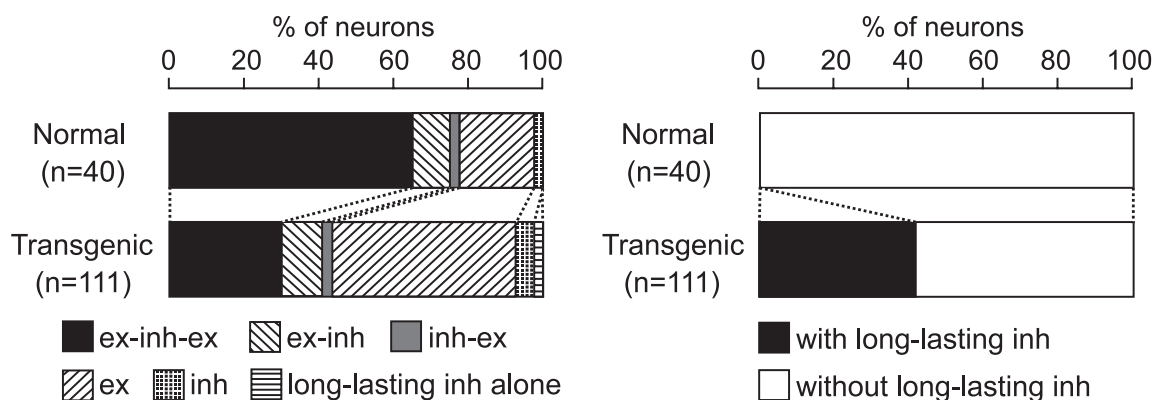 % of neurons
0 20 40 60 80 100
Normal
(n=40)
Transgenic
(n=111)
ex-inh-ex ex-inh inh-ex
ex inh long-lasting inh alone
% of neurons
0 20 40 60 80 100
Normal
(n=40)
Transgenic
(n=111)
with long-lasting inh
without long-lasting inh